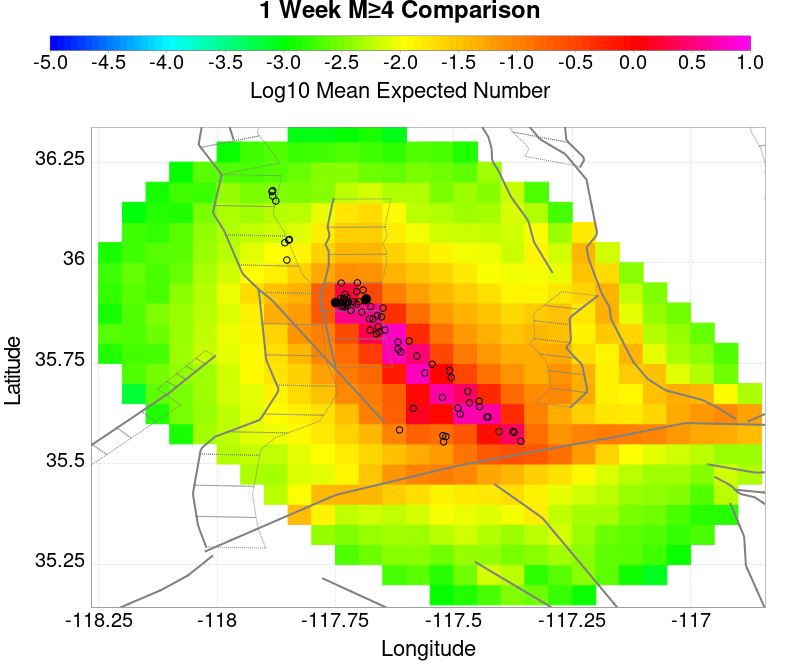 1 Week M≥4 Comparison
-5.0 -4.5 -4.0 -3.5 -3.0 -2.5 -2.0 -1.5 -1.0 -0.5 0.0 0.5 1.0
Log10 Mean Expected Number
36.25
36
35.75
35.5
35.25
Latitude
-118.25 -118 -117.75 -117.5 -117.25 -117
Longitude